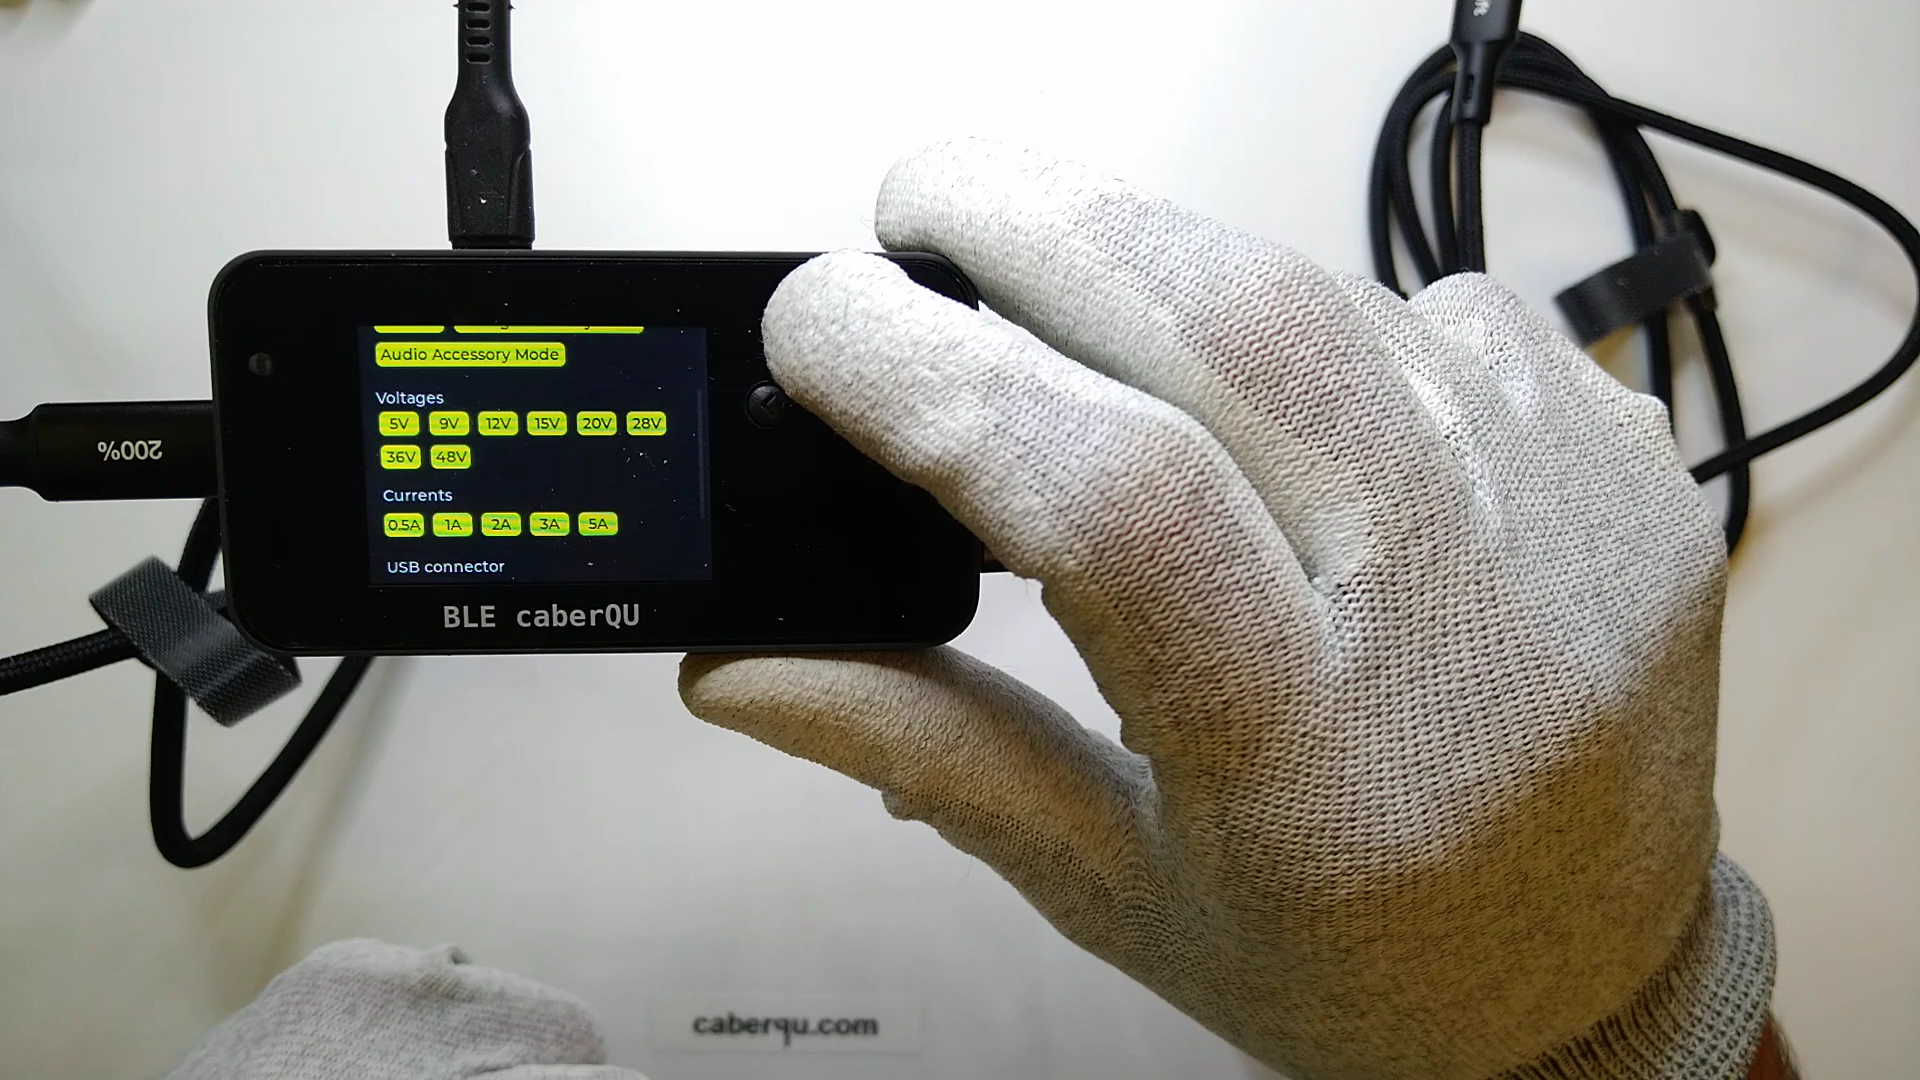 Audio Accessory Mode
Voltages
5V 9V 12V 15V 20V 28V
36V 48V
Currents
0.5A 1A 2A 3A 5A
USB connector
BLE caberQU
200%
caberqu.com